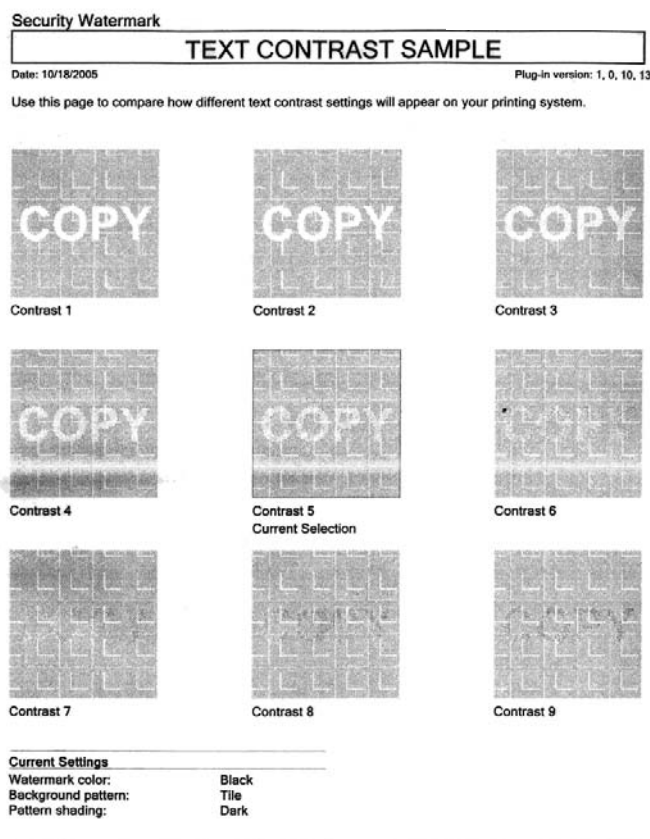 Security Watermark
TEXT CONTRAST SAMPLE
Date: 10/18/2005 Plug-in version: 1, 0, 10, 13
Use this page to compare how different text contrast settings will appear on your printing system.
COPY COPY COPY
Contrast 1 Contrast 2 Contrast 3
COPY COPY
Contrast 4 Contrast 5 Contrast 6
Current Selection
Contrast 7 Contrast 8 Contrast 9
Current Settings
Watermark color: Black
Background pattern: Tile
Pattern shading: Dark